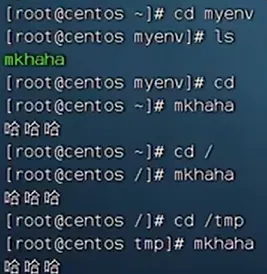 [root@centos ~]# cd myenv
[root@centos myenv]# ls
mkhaha
[root@centos myenv]# cd
[root@centos ~]# mkhaha
哈哈哈
[root@centos ~]# cd /
[root@centos /]# mkhaha
哈哈哈
[root@centos /]# cd /tmp
[root@centos tmp]# mkhaha
哈哈哈